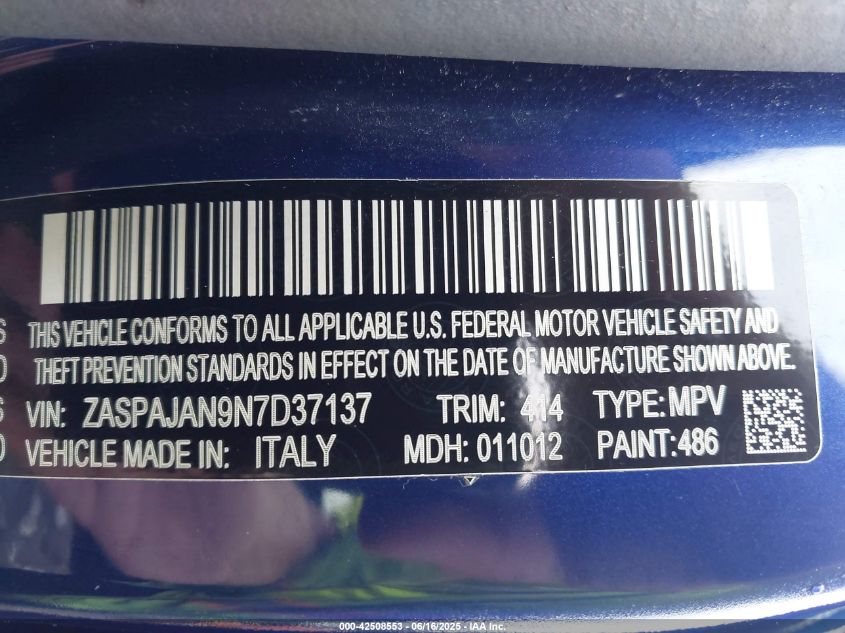 S THIS VEHICLE CONFORMS TO ALL APPLICABLE U.S. FEDERAL MOTOR VEHICLE SAFETY AND
D THEFT PREVENTION STANDARDS IN EFFECT ON THE DATE OF MANUFACTURE SHOWN ABOVE.
S VIN: ZASPAJAN9N7D37137 TRIM: 414 TYPE: MPV
D VEHICLE MADE IN: ITALY MDH: 011012 PAINT: 486
000-42508553 - 06/16/2025 - IAA Inc.